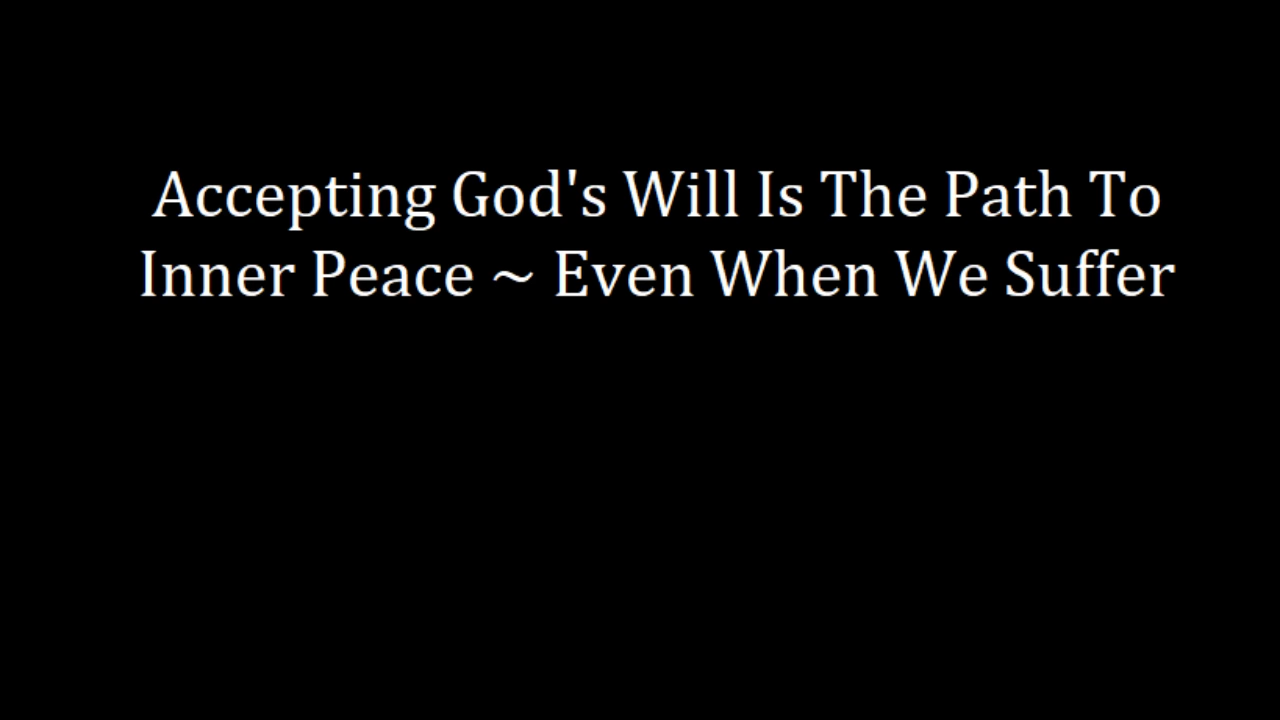 Accepting God's Will Is The Path To
Inner Peace ~ Even When We Suffer